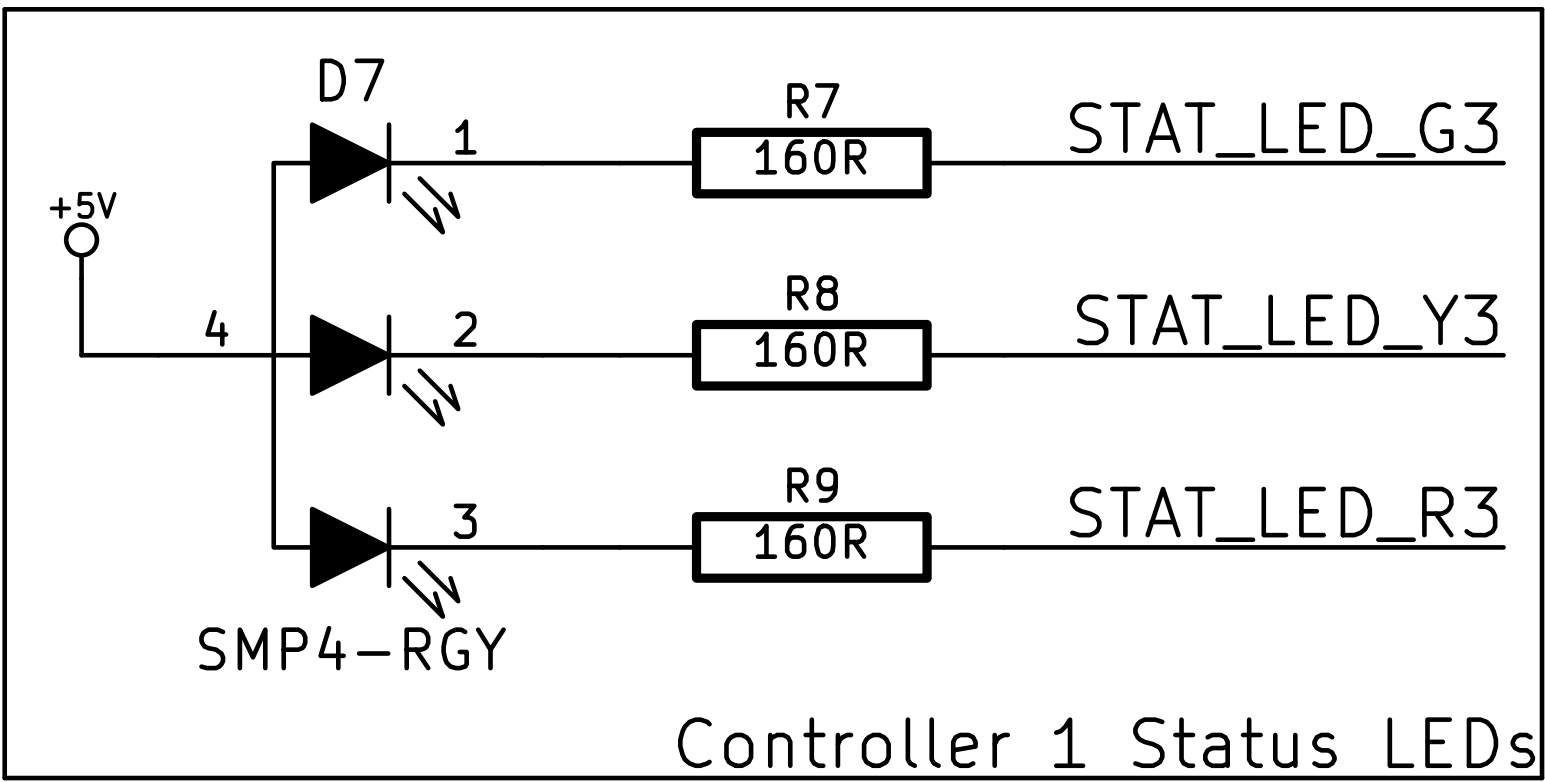 D7
1
R7
160R
STAT_LED_G3
+5V
4
2
R8
160R
STAT_LED_Y3
3
R9
160R
STAT_LED_R3
SMP4-RGY
Controller 1 Status LEDs